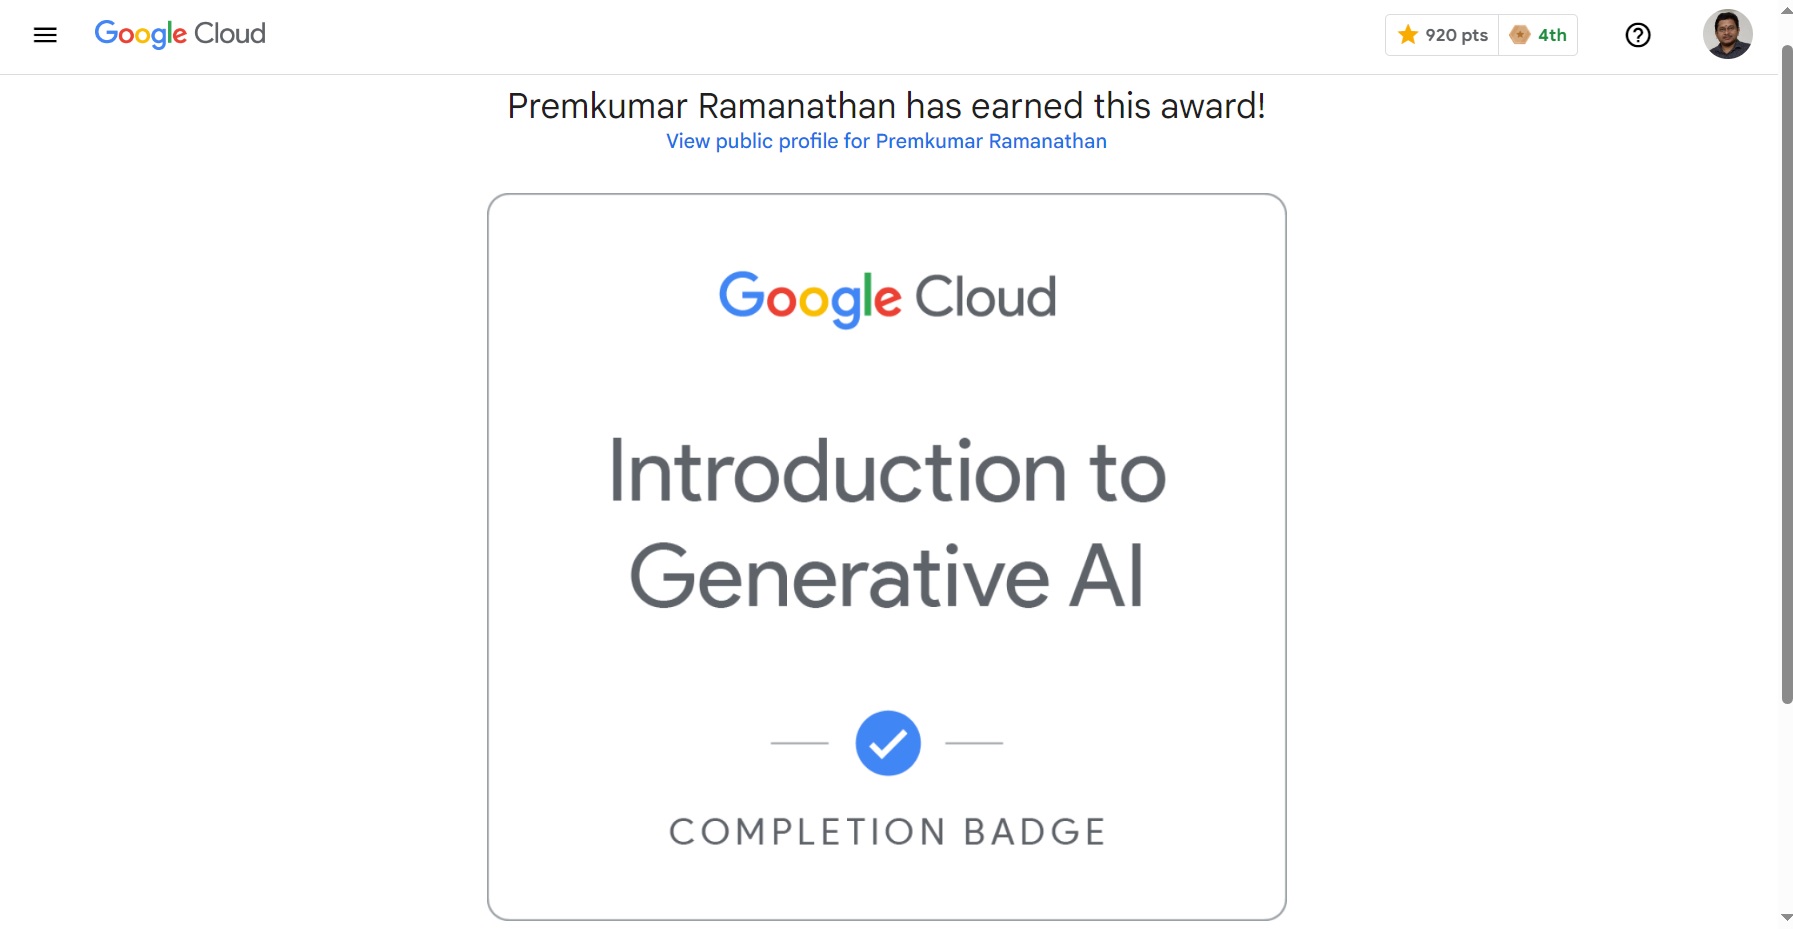 Google Cloud
920 pts
4th
Premkumar Ramanathan has earned this award!
View public profile for Premkumar Ramanathan
Google Cloud
Introduction to
Generative AI
COMPLETION BADGE